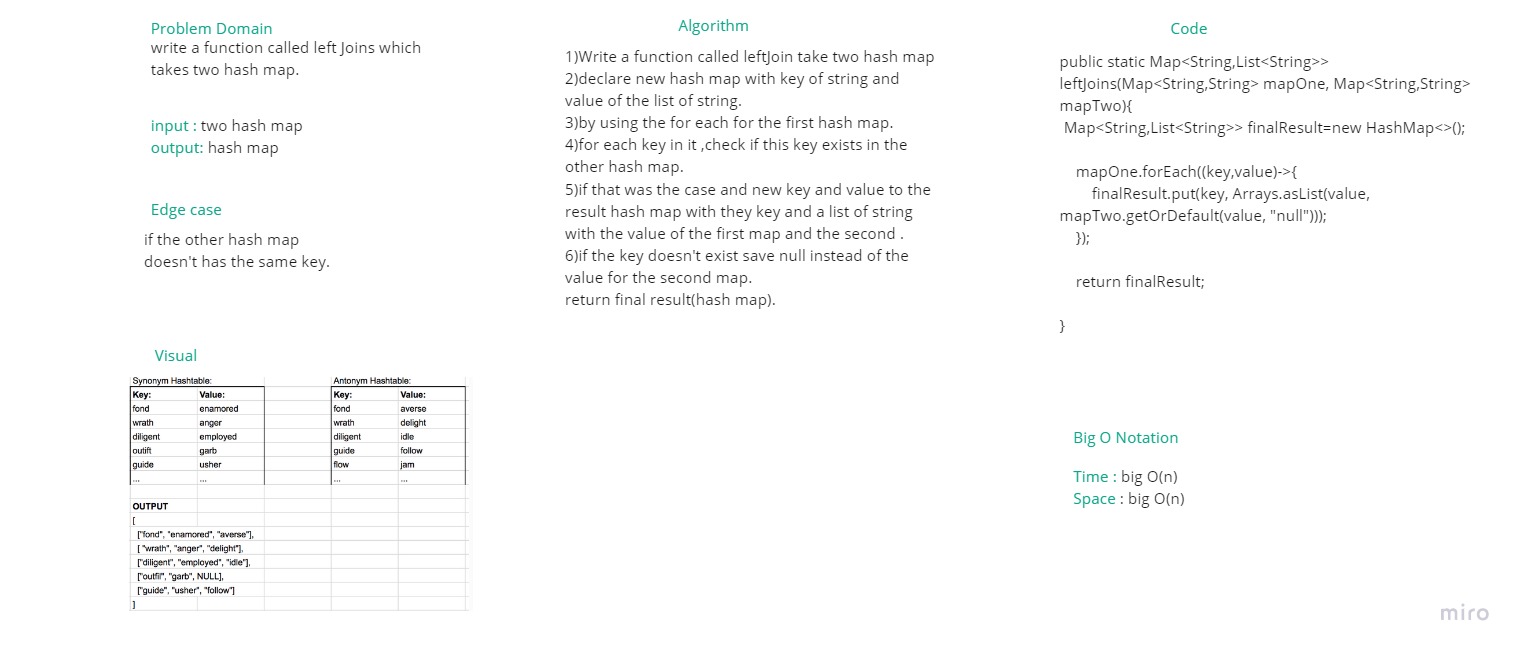 Problem Domain
write a function called left Joins which
takes two hash map.
input : two hash map
output: hash map
Edge case
if the other hash map
doesn't has the same key.
Visual
Synonym Hashtable: Antonym Hashtable:
Key: Value: Key: Value:
fond enamored fond averse
wrath anger wrath delight
diligent employed diligent idle
outift garb guide follow
guide usher flow jam
... ... ... ...
OUTPUT
[
["fond", "enamored", "averse"],
[ "wrath", "anger", "delight"],
["diligent", "employed", "idle"],
["outfil", "garb", NULL],
["guide", "usher", "follow"]
]
Algorithm
1)Write a function called leftJoin take two hash map
2)declare new hash map with key of string and
value of the list of string.
3)by using the for each for the first hash map.
4)for each key in it ,check if this key exists in the
other hash map.
5)if that was the case and new key and value to the
result hash map with they key and a list of string
with the value of the first map and the second .
6)if the key doesn't exist save null instead of the
value for the second map.
return final result(hash map).
Code
public static Map<String,List<String>>
leftJoins(Map<String,String> mapOne, Map<String,String>
mapTwo){
Map<String,List<String>> finalResult=new HashMap<>();
mapOne.forEach((key,value)->{
finalResult.put(key, Arrays.asList(value,
mapTwo.getOrDefault(value, "null")));
});
return finalResult;
}
Big O Notation
Time : big O(n)
Space : big O(n)
miro